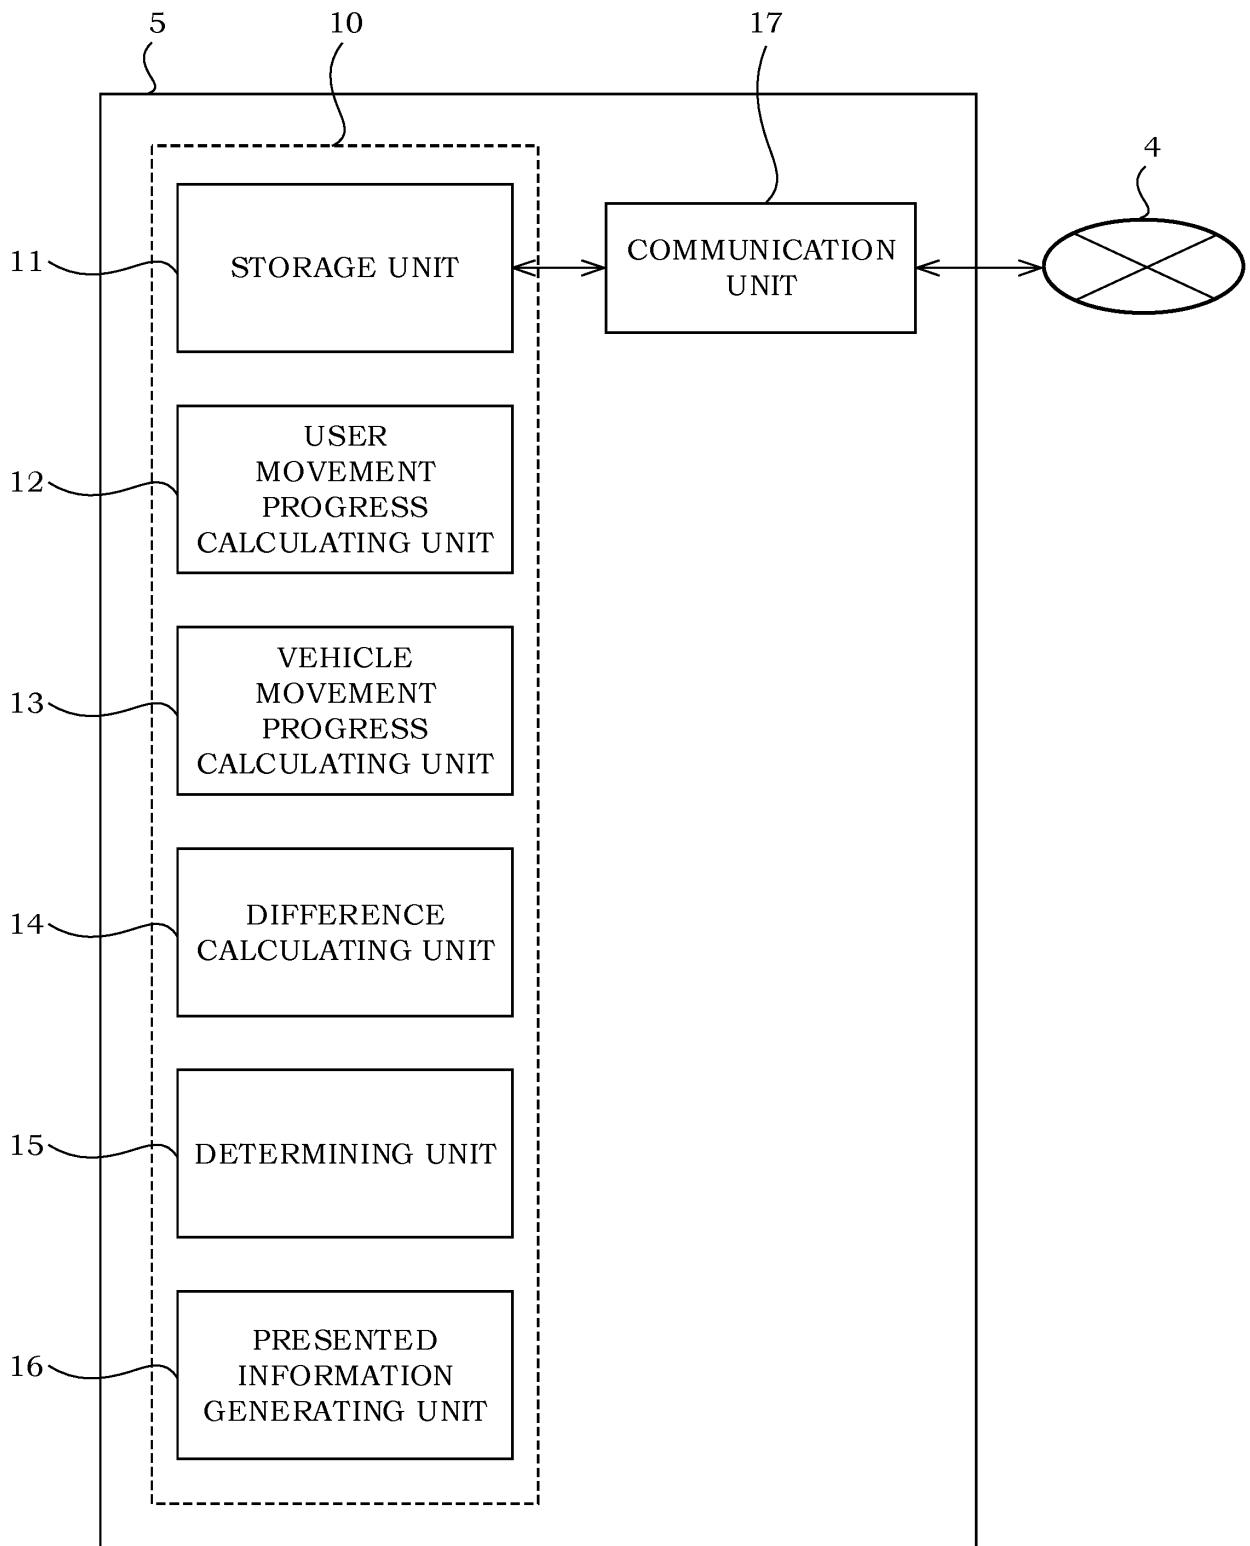 5
10
17
4
11
STORAGE UNIT
COMMUNICATION
UNIT
12
USER
MOVEMENT
PROGRESS
CALCULATING UNIT
13
VEHICLE
MOVEMENT
PROGRESS
CALCULATING UNIT
14
DIFFERENCE
CALCULATING UNIT
15
DETERMINING UNIT
16
PRESENTED
INFORMATION
GENERATING UNIT